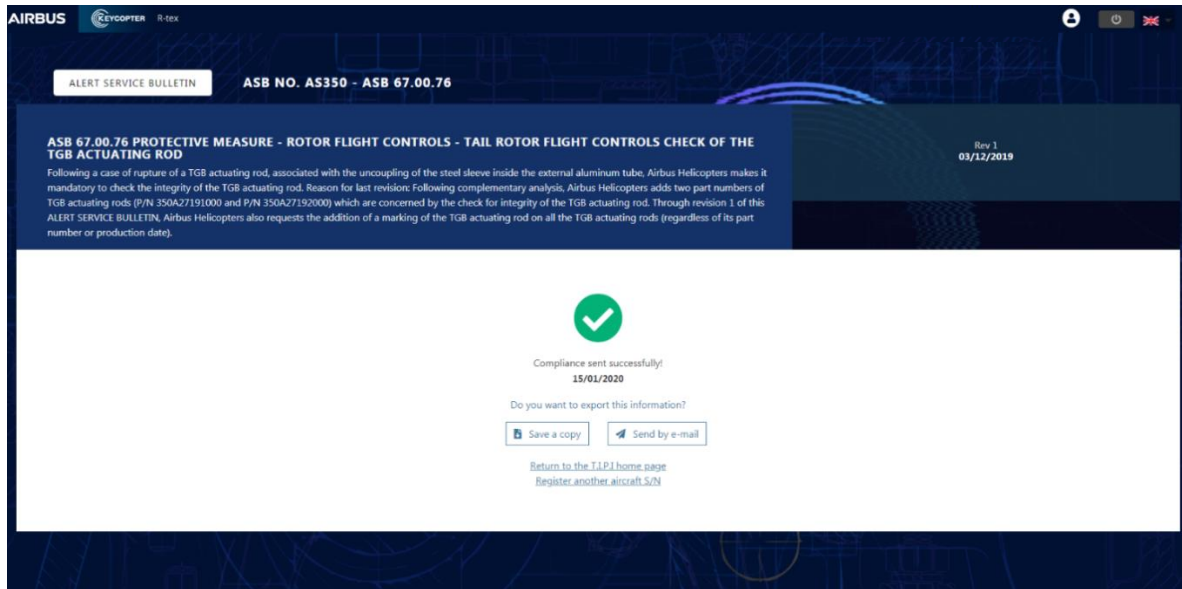 AIRBUS KEYCOPTER R-tex
ALERT SERVICE BULLETIN ASB NO. AS350 - ASB 67.00.76
ASB 67.00.76 PROTECTIVE MEASURE - ROTOR FLIGHT CONTROLS - TAIL ROTOR FLIGHT CONTROLS CHECK OF THE
TGB ACTUATING ROD
Following a case of rupture of a TGB actuating rod, associated with the uncoupling of the steel sleeve inside the external aluminum tube, Airbus Helicopters makes it
mandatory to check the integrity of the TGB actuating rod. Reason for last revision: Following complementary analysis, Airbus Helicopters adds two part numbers of
TGB actuating rods (P/N 350A27191000 and P/N 350A27192000) which are concerned by the check for integrity of the TGB actuating rod. Through revision 1 of this
ALERT SERVICE BULLETIN, Airbus Helicopters also requests the addition of a marking of the TGB actuating rod on all the TGB actuating rods (regardless of its part
number or production date).
Rev 1
03/12/2019
Compliance sent successfully!
15/01/2020
Do you want to export this information?
Save a copy Send by e-mail
Return to the T.I.P.I home page
Register another aircraft S/N